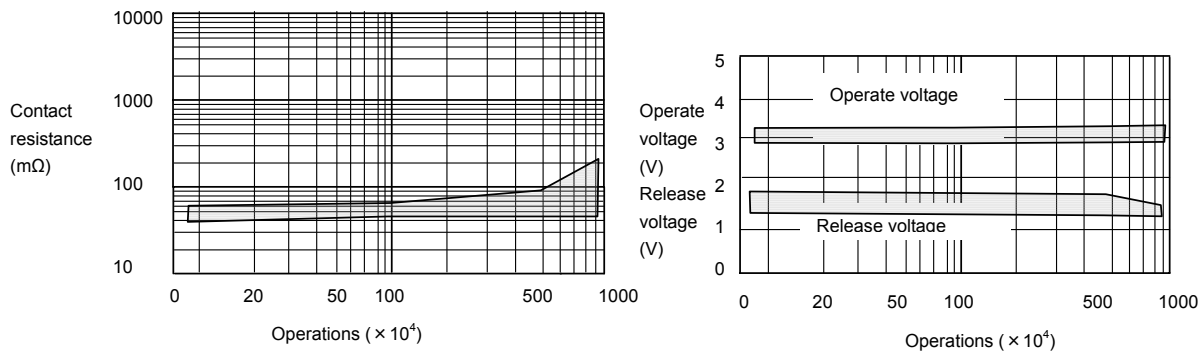 10000
1000
100
10
Contact
resistance
(mΩ)
0 20 50 100 500 1000
Operations (×10⁴)
5
4
3
2
1
0
Operate
voltage
(V)
Release
voltage
(V)
Operate voltage
Release voltage
0 20 50 100 500 1000
Operations (×10⁴)